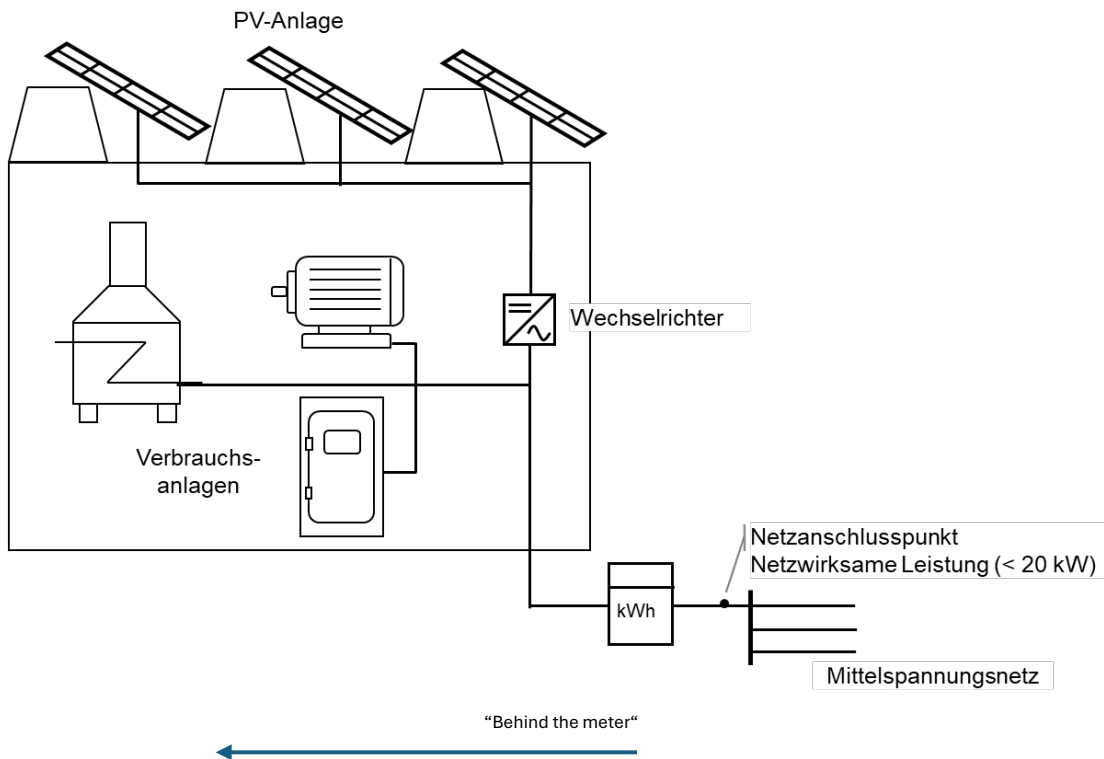 PV-Anlage
Wechselrichter
Verbrauchs-
anlagen
Netzanschlusspunkt
Netzwirksame Leistung (< 20 kW)
kWh
Mittelspannungsnetz
“Behind the meter“